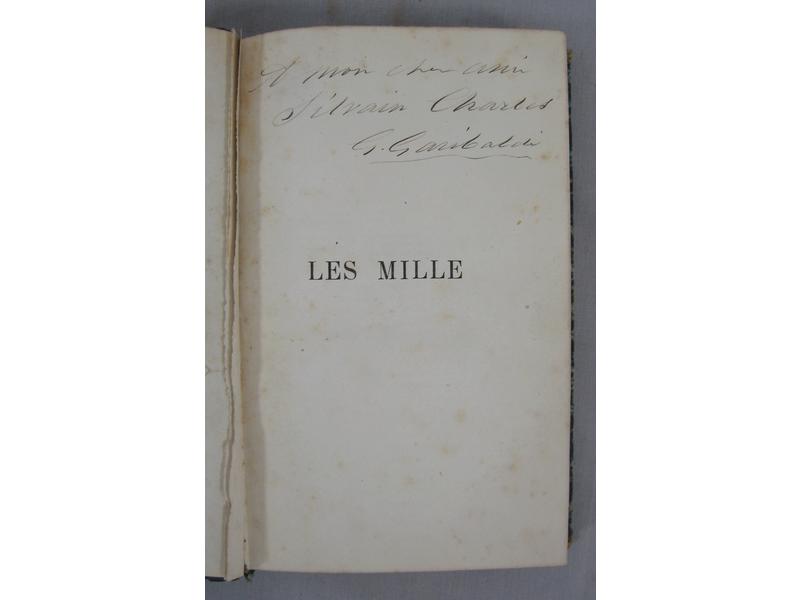 A mon cher ami
Silvain Charles
G. Garibaldi
LES MILLE